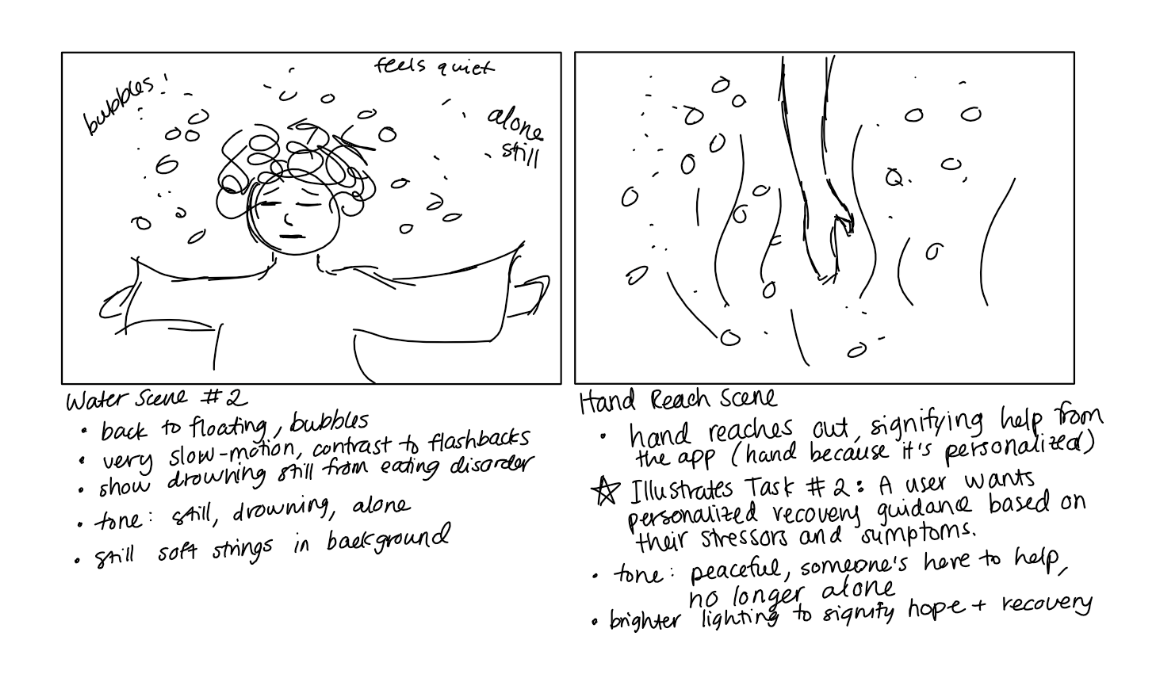 bubbles!
feels quiet
alone
still
Water Scene #2
• back to floating, bubbles
• very slow-motion, contrast to flashbacks
• show drowning still from eating disorder
• tone: still, drowning, alone
• still soft strings in background
Hand Reach Scene
• hand reaches out, signifying help from
the app (hand because it's personalized)
☆ Illustrates Task #2: A user wants
personalized recovery guidance based on
their stressors and symptoms.
• tone: peaceful, someone's here to help,
no longer alone
• brighter lighting to signify hope + recovery